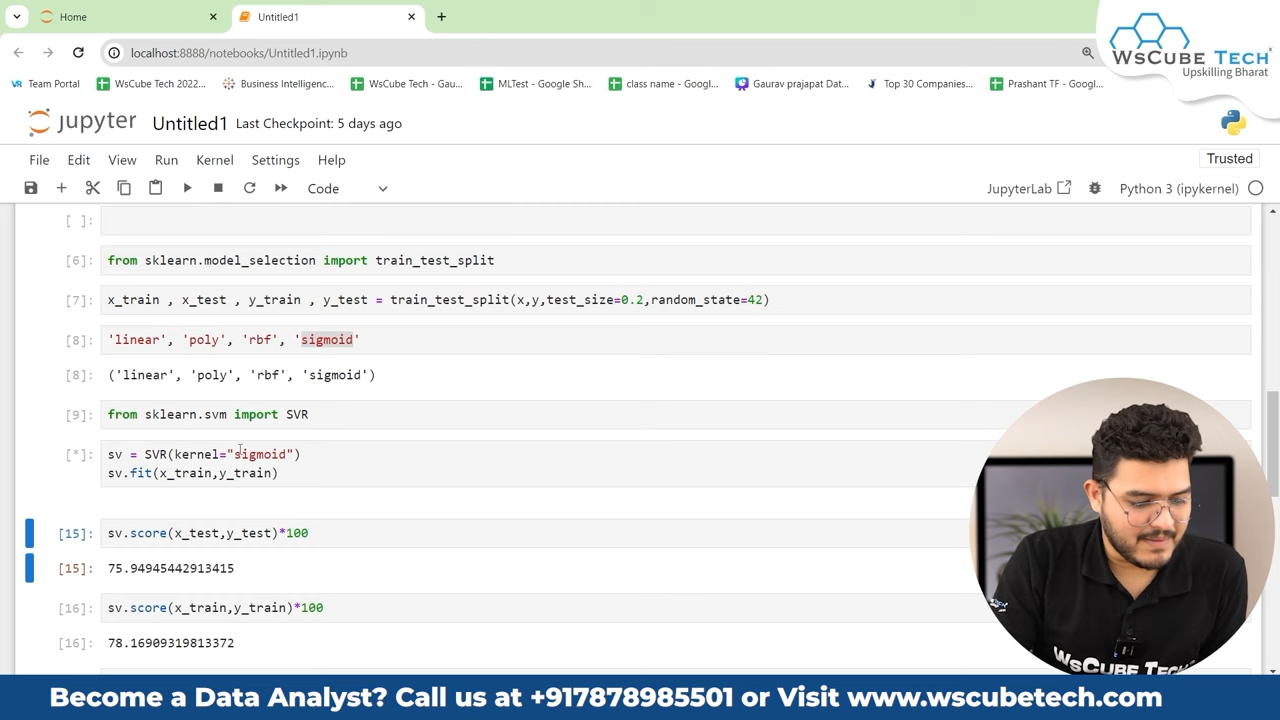 Home
Untitled1
localhost:8888/notebooks/Untitled1.ipynb
WsCube Tech
Upskilling Bharat
VR Team Portal
WsCube Tech 2022...
Business Intelligenc...
WsCube Tech - Gau...
MLTest - Google Sh...
class name - Googl...
Gaurav prajapat Dat...
Top 30 Companies...
Prashant TF - Googl...
jupyter Untitled1 Last Checkpoint: 5 days ago
File Edit View Run Kernel Settings Help
Trusted
Code
JupyterLab
Python 3 (ipykernel)
[ ]:
[6]: from sklearn.model_selection import train_test_split
[7]: x_train , x_test , y_train , y_test = train_test_split(x,y,test_size=0.2,random_state=42)
[8]: 'linear', 'poly', 'rbf', 'sigmoid'
[8]: ('linear', 'poly', 'rbf', 'sigmoid')
[9]: from sklearn.svm import SVR
[*]: sv = SVR(kernel="sigmoid")
sv.fit(x_train,y_train)
[15]: sv.score(x_test,y_test)*100
[15]: 75.94945442913415
[16]: sv.score(x_train,y_train)*100
[16]: 78.16909319813372
WsCube Tech
Become a Data Analyst? Call us at +917878985501 or Visit www.wscubetech.com